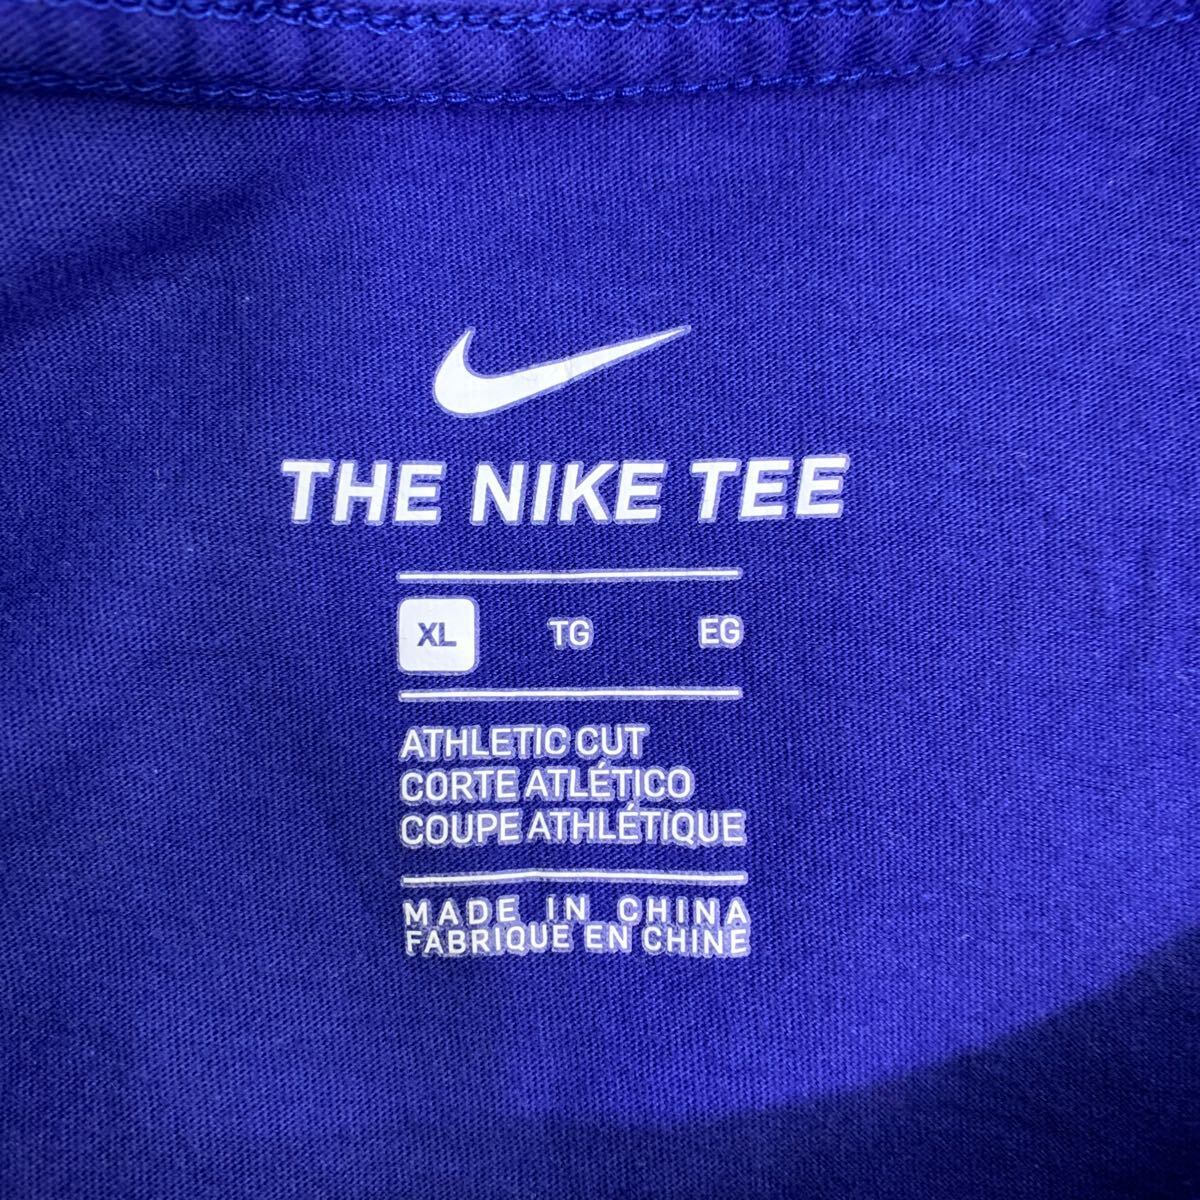 THE NIKE TEE
XL TG EG
ATHLETIC CUT
CORTE ATLÉTICO
COUPE ATHLÉTIQUE
MADE IN CHINA
FABRIQUE EN CHINE